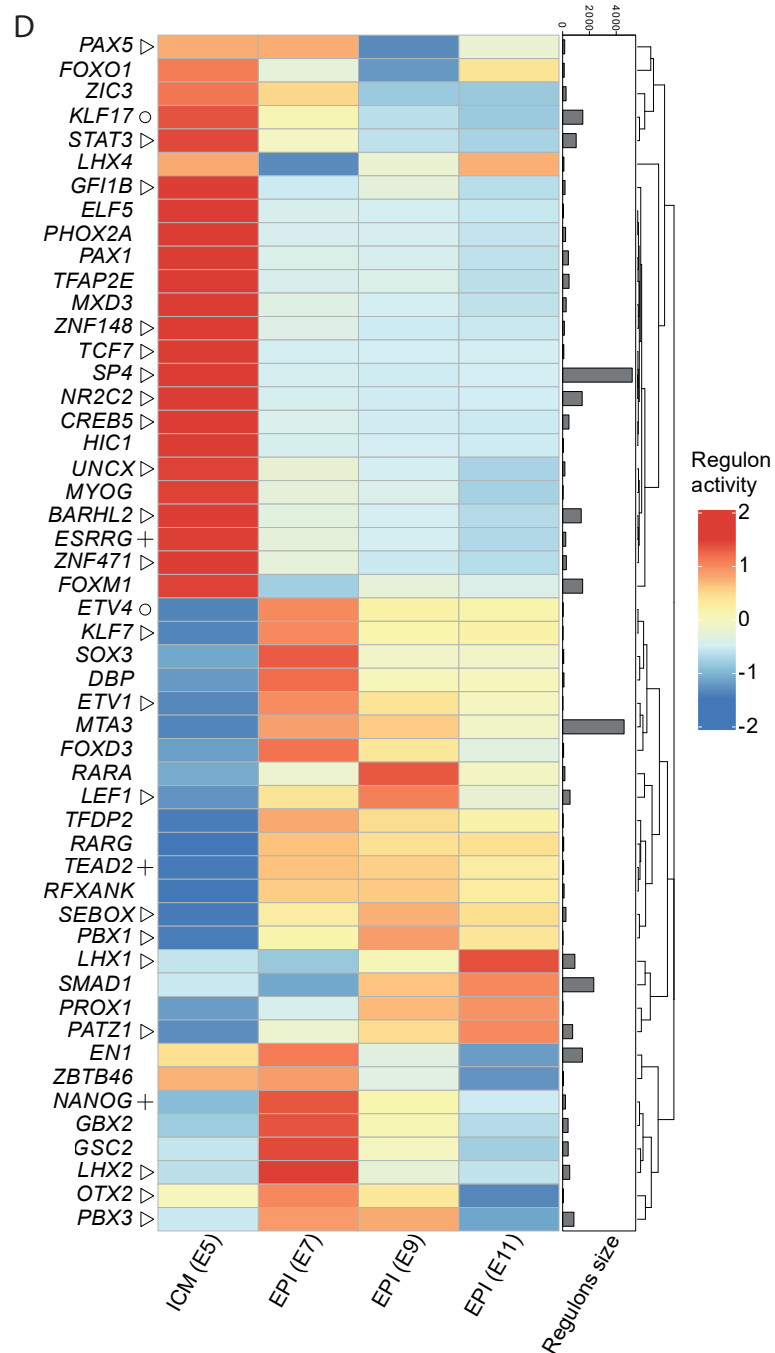 D
0 2000 4000
PAX5
FOXO1
ZIC3
KLF17
STAT3
LHX4
GFI1B
ELF5
PHOX2A
PAX1
TFAP2E
MXD3
ZNF148
TCF7
SP4
NR2C2
CREB5
HIC1
UNCX
MYOG
BARHL2
ESRRG
ZNF471
FOXM1
ETV4
KLF7
SOX3
DBP
ETV1
MTA3
FOXD3
RARA
LEF1
TFDP2
RARG
TEAD2
RFXANK
SEBOX
PBX1
LHX1
SMAD1
PROX1
PATZ1
EN1
ZBTB46
NANOG
GBX2
GSC2
LHX2
OTX2
PBX3
Regulon
activity
2
1
0
-1
-2
ICM (E5)
EPI (E7)
EPI (E9)
EPI (E11)
Regulons size